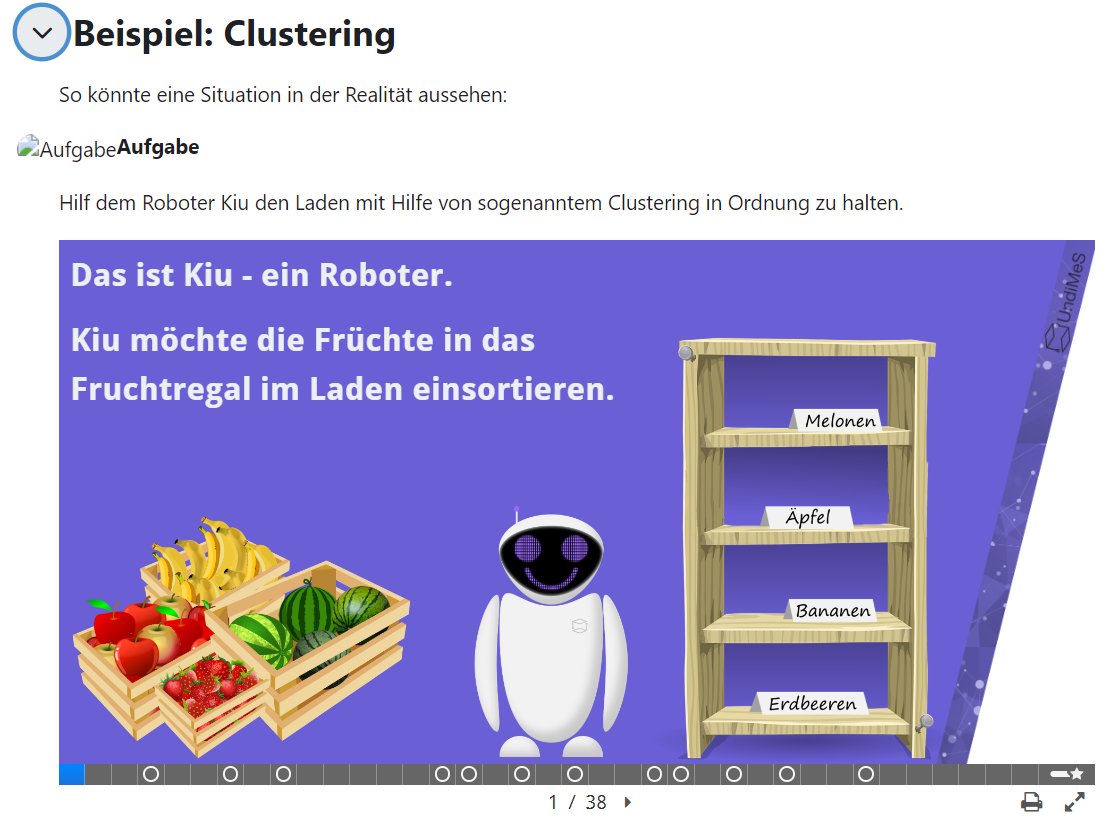 Beispiel: Clustering
So könnte eine Situation in der Realität aussehen:
AufgabeAufgabe
Hilf dem Roboter Kiu den Laden mit Hilfe von sogenanntem Clustering in Ordnung zu halten.
Das ist Kiu - ein Roboter.
Kiu möchte die Früchte in das
Fruchtregal im Laden einsortieren.
UndiMeS
Melonen
Äpfel
Bananen
Erdbeeren
1 / 38